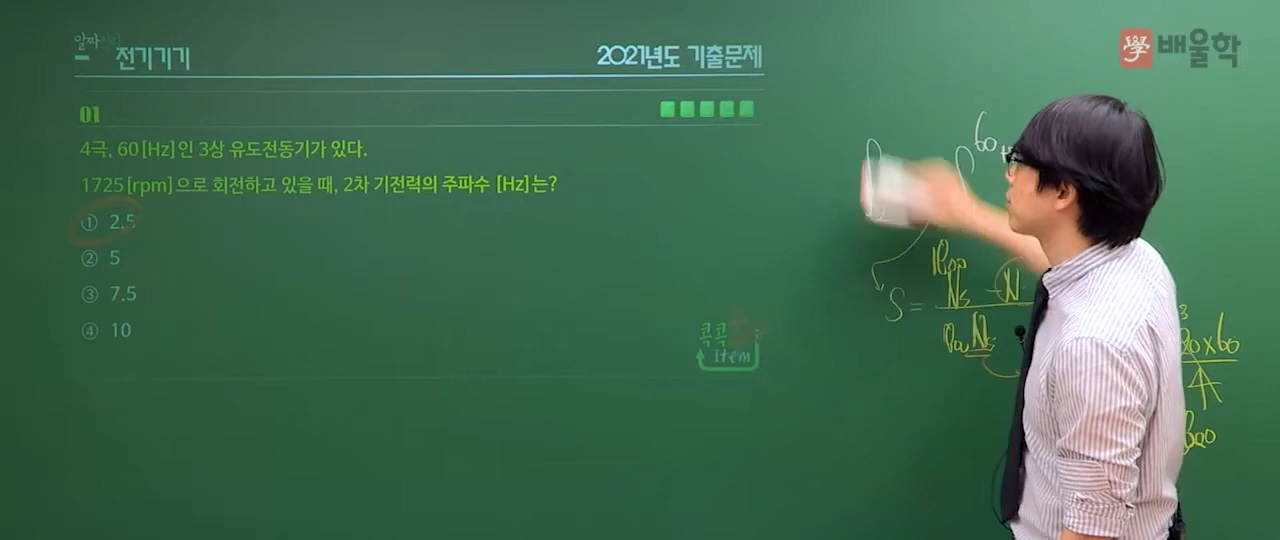 알짜
전기기기
2021년도 기출문제
學 배울학
01
4극, 60[Hz]인 3상 유도전동기가 있다.
1725[rpm]으로 회전하고 있을 때, 2차 기전력의 주파수 [Hz]는?
① 2.5
② 5
③ 7.5
④ 10
콕콕
Item
60
S = Ns - N
Ns
×60
4